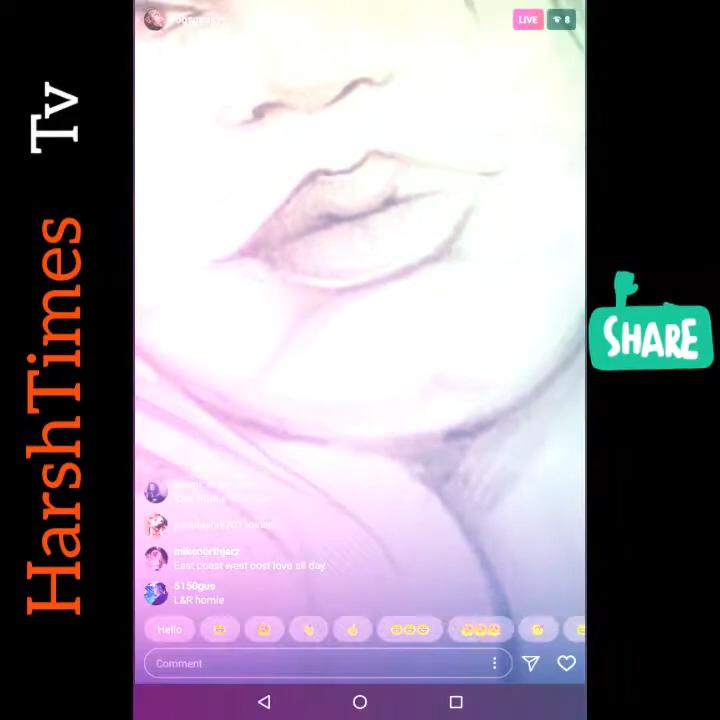 HarshTimes Tv
LIVE
8
SHARE
mikenorthjerz
East coast west cost love all day
5150gus
L&R homie
Hello
Comment